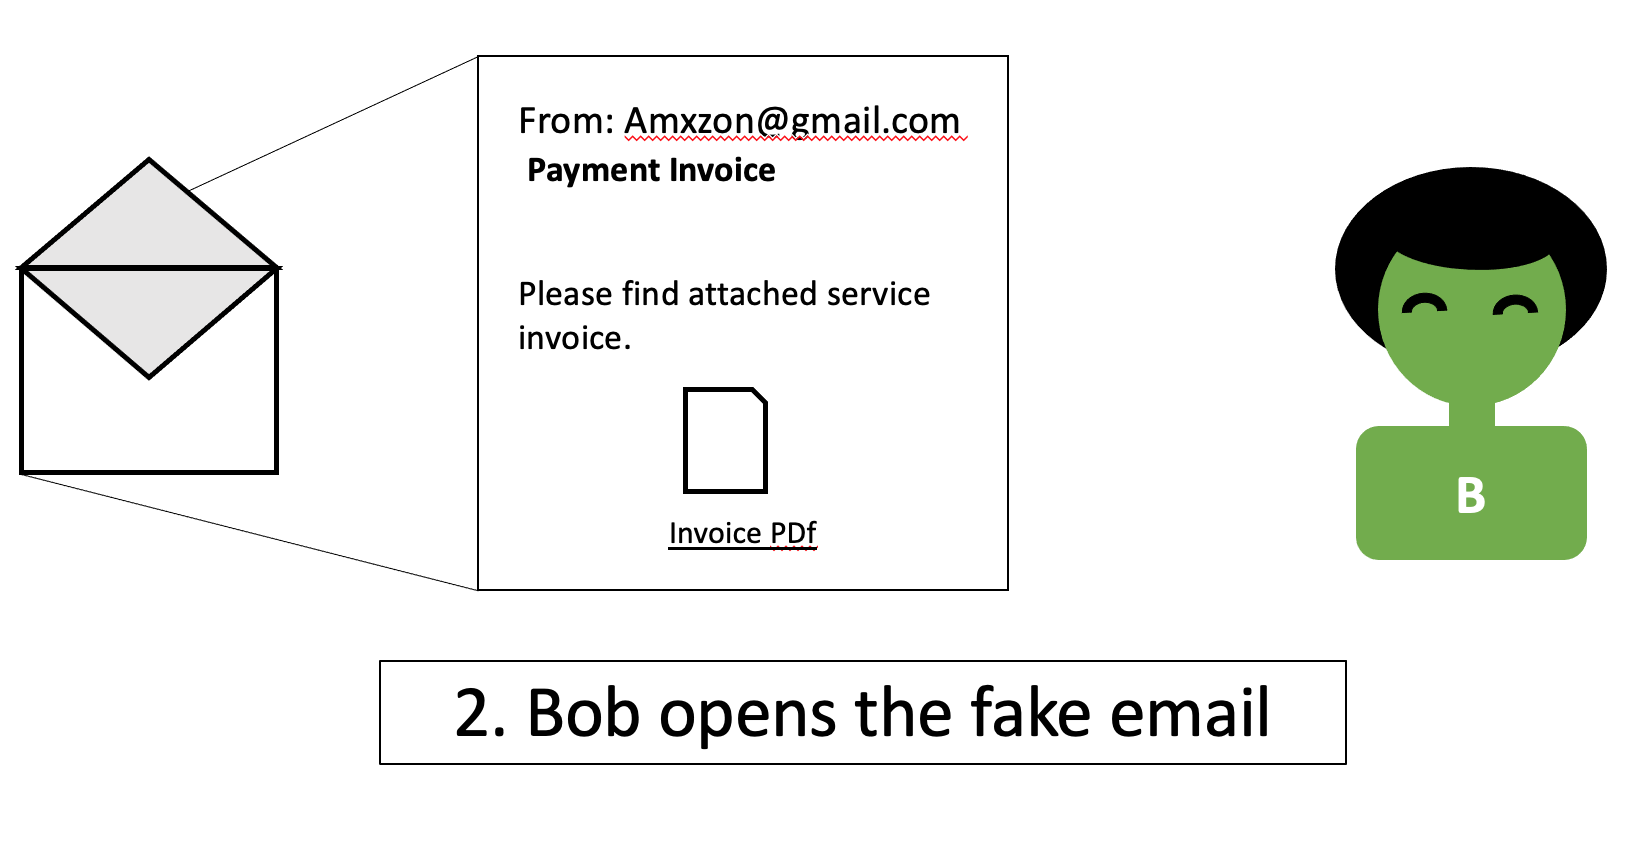 From: Amxzon@gmail.com
Payment Invoice
Please find attached service
invoice.
Invoice PDf
B
2. Bob opens the fake email